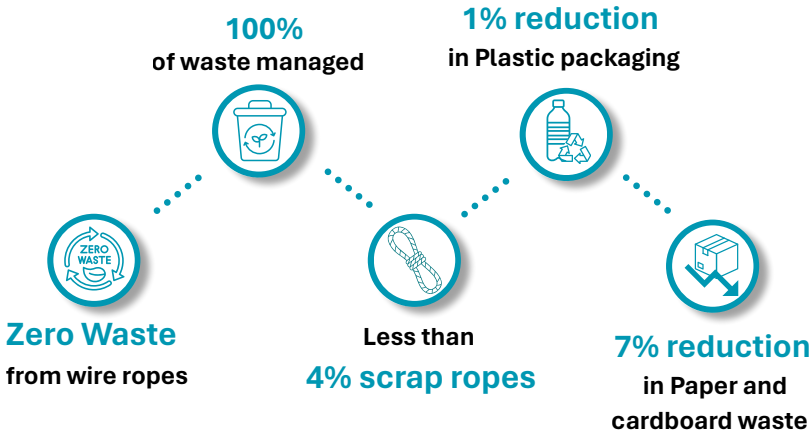 100%
of waste managed
1% reduction
in Plastic packaging
ZERO
WASTE
Zero Waste
from wire ropes
Less than
4% scrap ropes
7% reduction
in Paper and
cardboard waste